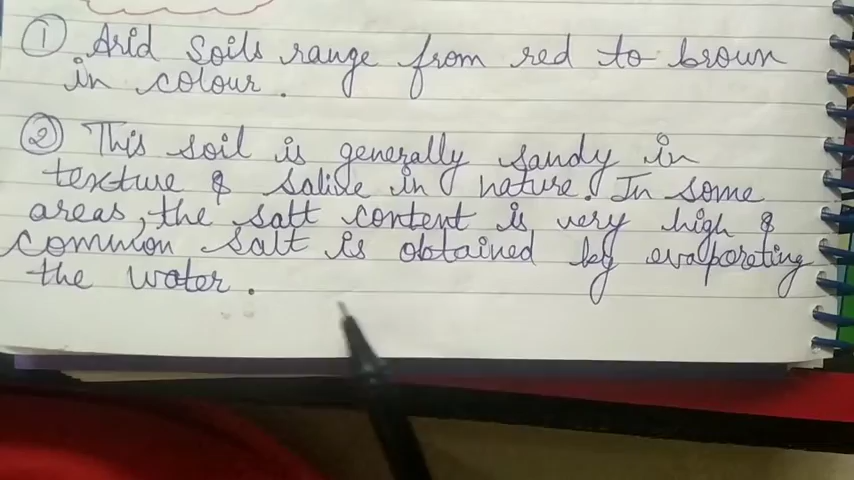 ① Arid Soils range from red to brown
in colour.
② This soil is generally sandy in
texture & saline in nature. In some
areas, the salt content is very high &
common salt is obtained by evaporating
the water.